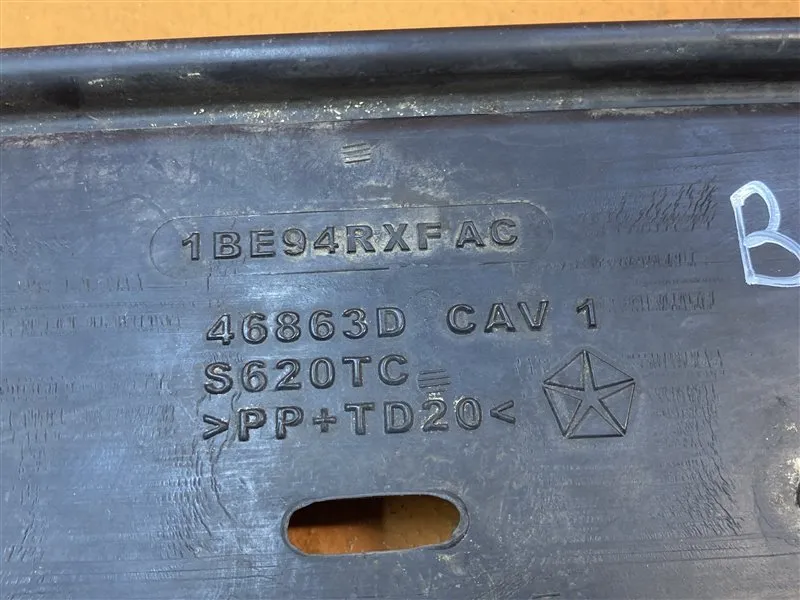 1BE94RXFAC
46863D CAV 1
S620TC
>PP+TD20<
B